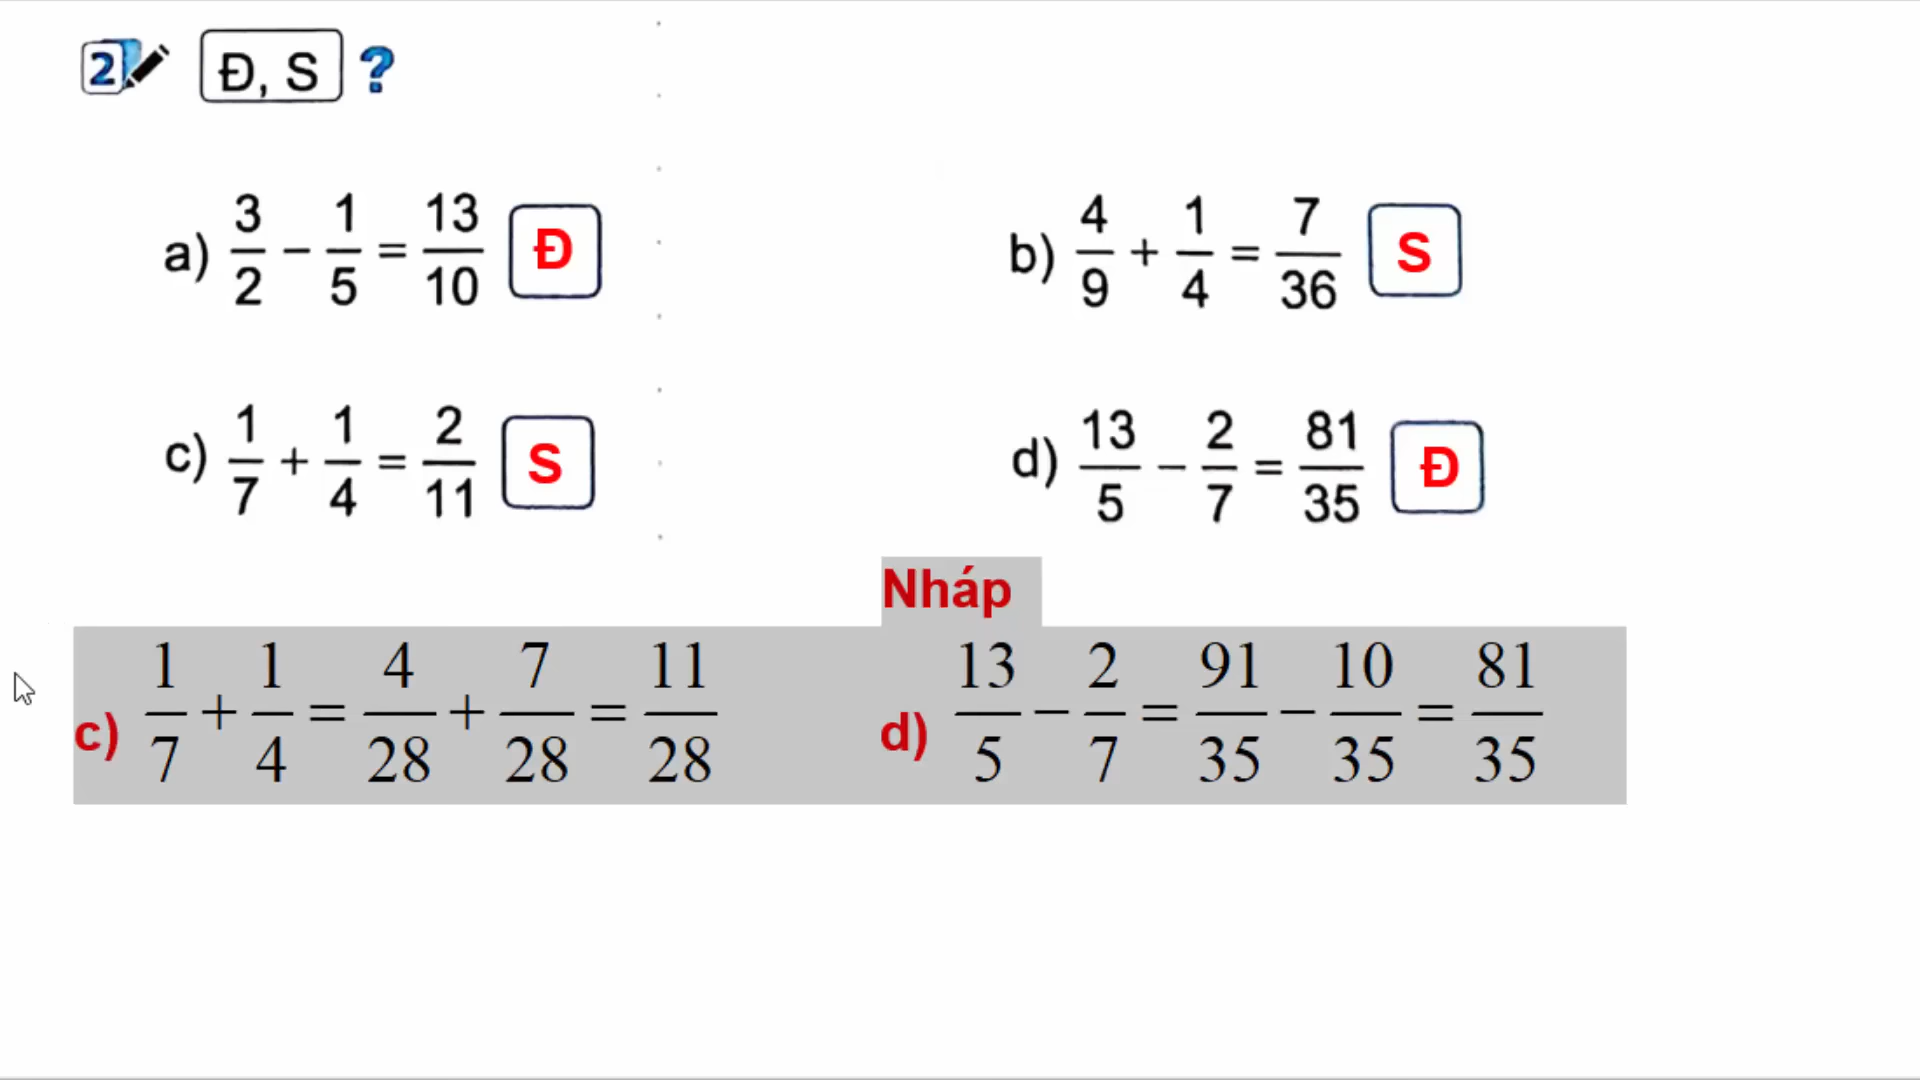 2 Đ, S ?
a) 3/2 − 1/5 = 13/10 Đ
b) 4/9 + 1/4 = 7/36 S
c) 1/7 + 1/4 = 2/11 S
d) 13/5 − 2/7 = 81/35 Đ
Nháp
c) 1/7 + 1/4 = 4/28 + 7/28 = 11/28
d) 13/5 − 2/7 = 91/35 − 10/35 = 81/35